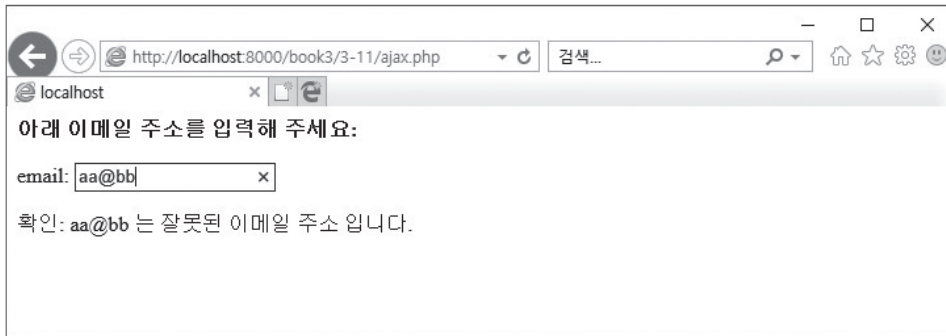 http://localhost:8000/book3/3-11/ajax.php
검색...
localhost
아래 이메일 주소를 입력해 주세요:
email: aa@bb
확인: aa@bb 는 잘못된 이메일 주소 입니다.